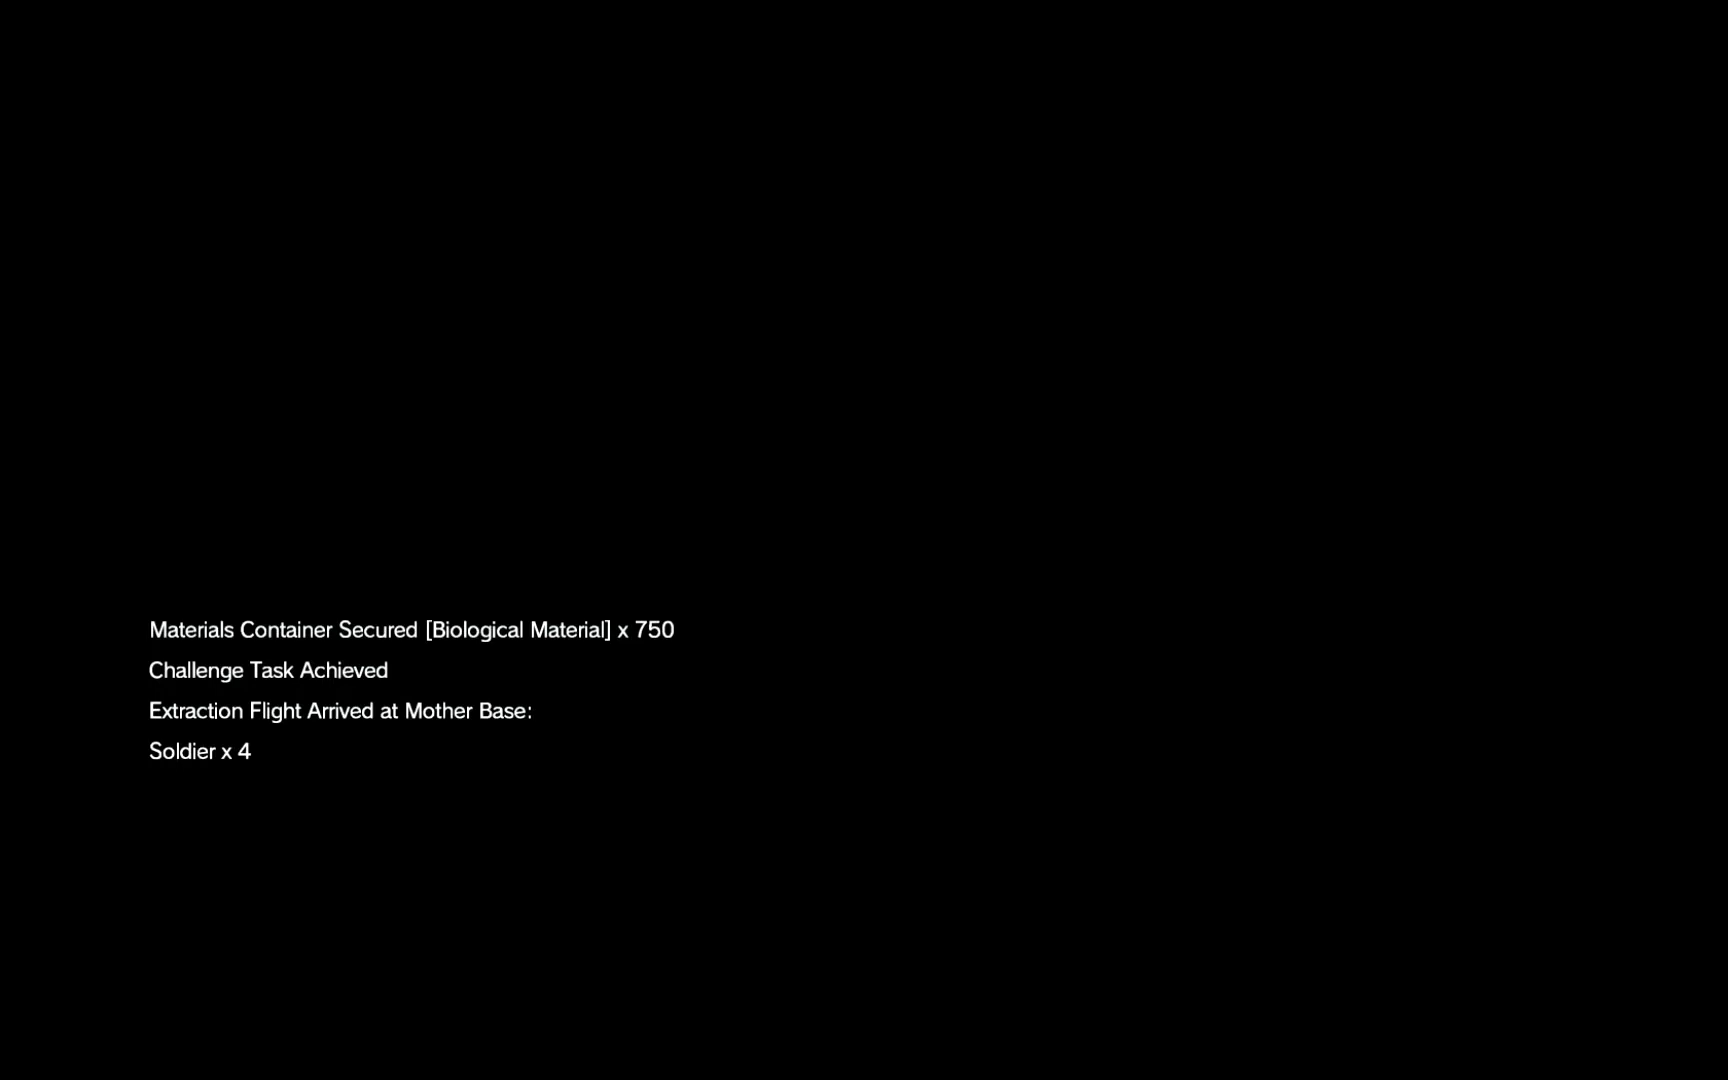 Materials Container Secured [Biological Material] x 750
Challenge Task Achieved
Extraction Flight Arrived at Mother Base:
Soldier x 4